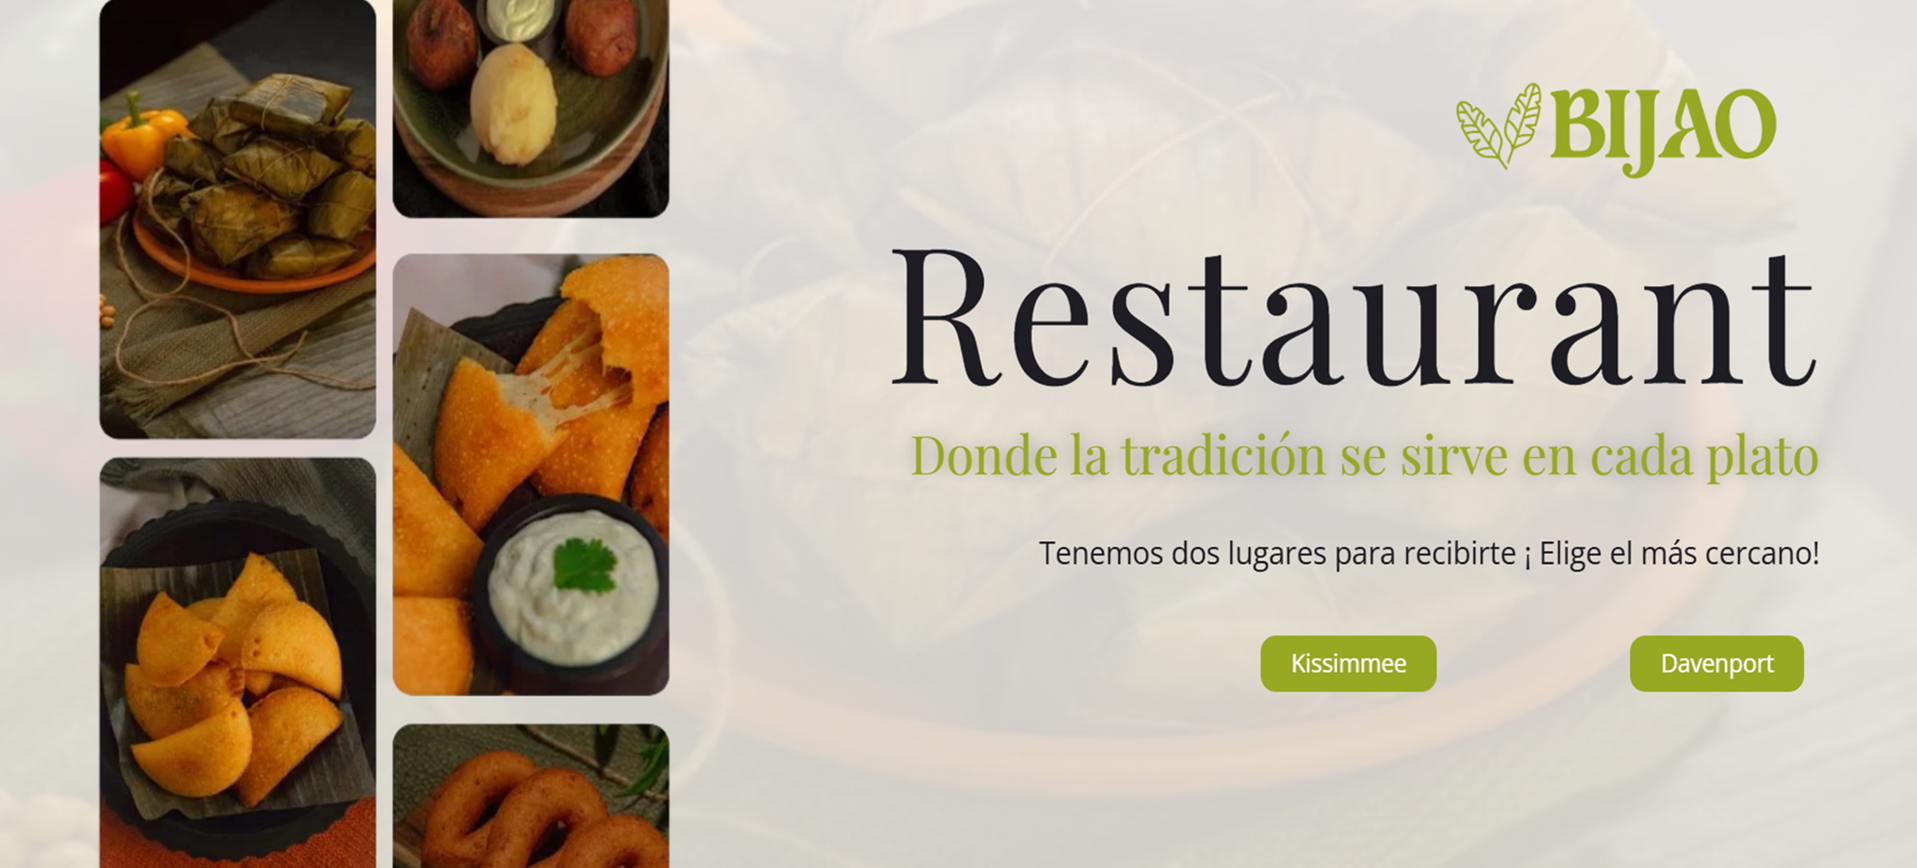 BIJAO
Restaurant
Donde la tradición se sirve en cada plato
Tenemos dos lugares para recibirte ¡ Elige el más cercano!
Kissimmee
Davenport